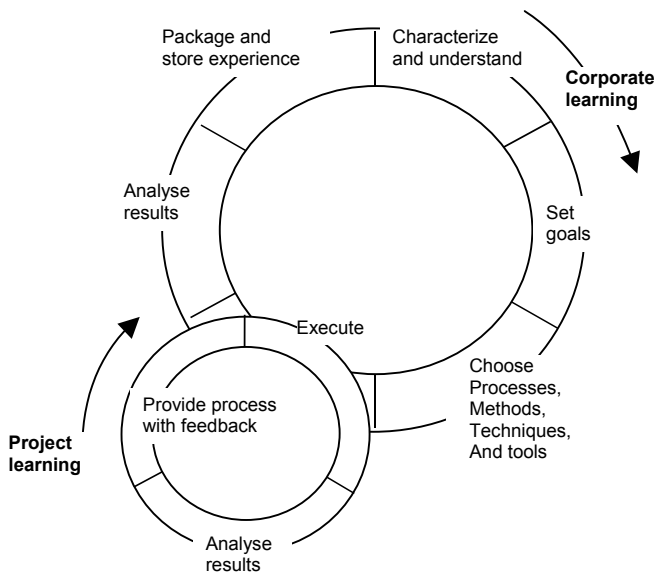 Package and
store experience
Characterize
and understand
Corporate
learning
Analyse
results
Set
goals
Execute
Choose
Processes,
Methods,
Techniques,
And tools
Provide process
with feedback
Project
learning
Analyse
results